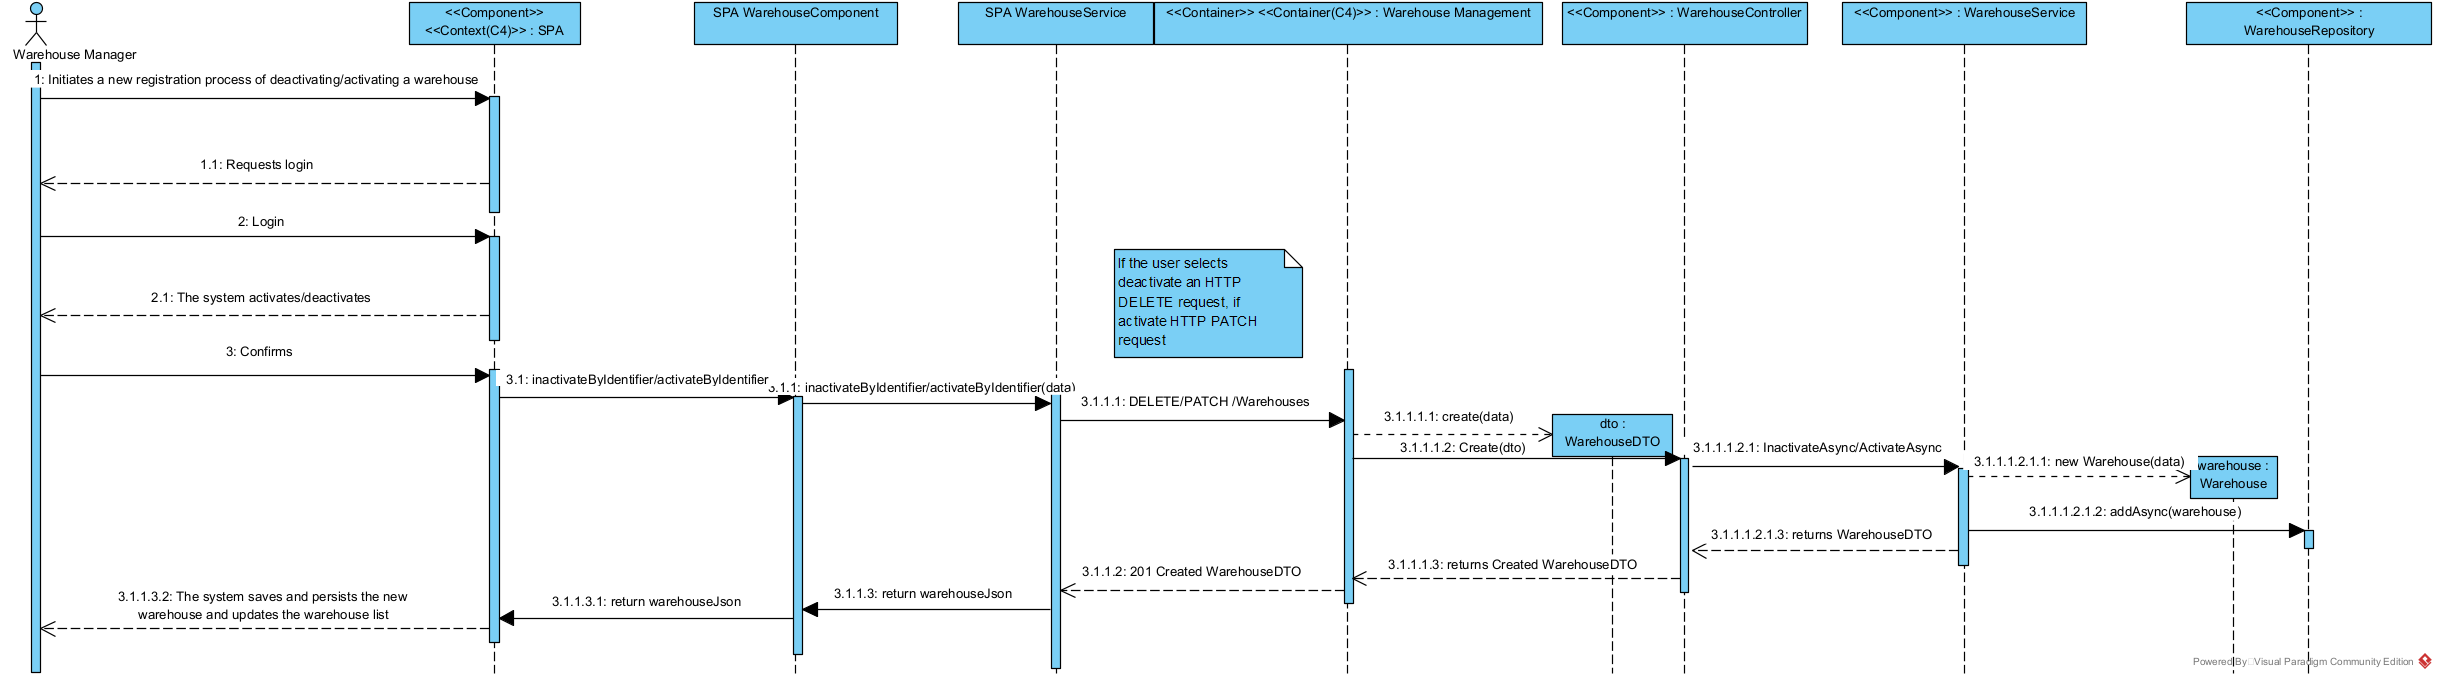 <<Component>>
<<Context(C4)>> : SPA
SPA WarehouseComponent
SPA WarehouseService
<<Container>> <<Container(C4)>> : Warehouse Management
<<Component>> : WarehouseController
<<Component>> : WarehouseService
<<Component>> :
WarehouseRepository
Warehouse Manager
1: Initiates a new registration process of deactivating/activating a warehouse
1.1: Requests login
2: Login
2.1: The system activates/deactivates
If the user selects
deactivate an HTTP
DELETE request, if
activate HTTP PATCH
request
3: Confirms
3.1: inactivateByIdentifier/activateByIdentifier
3.1.1: inactivateByIdentifier/activateByIdentifier(data)
3.1.1.1: DELETE/PATCH /Warehouses
3.1.1.1.1: create(data)
dto :
WarehouseDTO
3.1.1.1.2: Create(dto)
3.1.1.1.2.1: InactivateAsync/ActivateAsync
3.1.1.1.2.1.1: new Warehouse(data)
warehouse :
Warehouse
3.1.1.1.2.1.2: addAsync(warehouse)
3.1.1.1.2.1.3: returns WarehouseDTO
3.1.1.1.3: returns Created WarehouseDTO
3.1.1.2: 201 Created WarehouseDTO
3.1.1.3: return warehouseJson
3.1.1.3.1: return warehouseJson
3.1.1.3.2: The system saves and persists the new
warehouse and updates the warehouse list
Powered By Visual Paradigm Community Edition